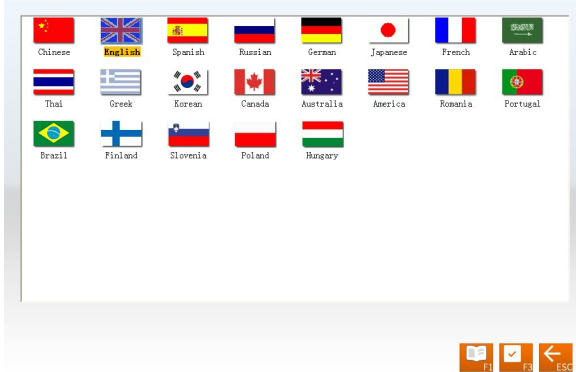 Chinese English Spanish Russian German Japanese French Arabic
Thai Greek Korean Canada Australia America Romania Portugal
Brazil Finland Slovenia Poland Hungary
F1 F3 ESC